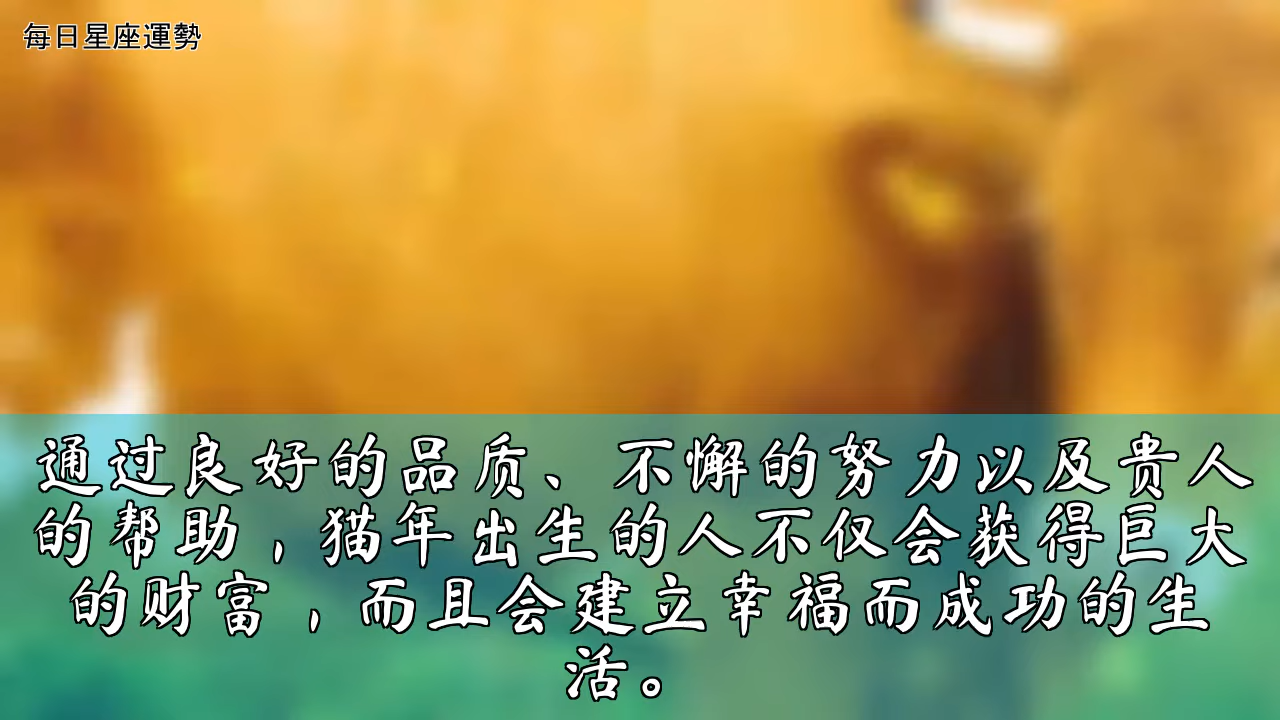 每日星座運勢
通过良好的品质、不懈的努力以及贵人
的帮助，猫年出生的人不仅会获得巨大
的财富，而且会建立幸福而成功的生
活。